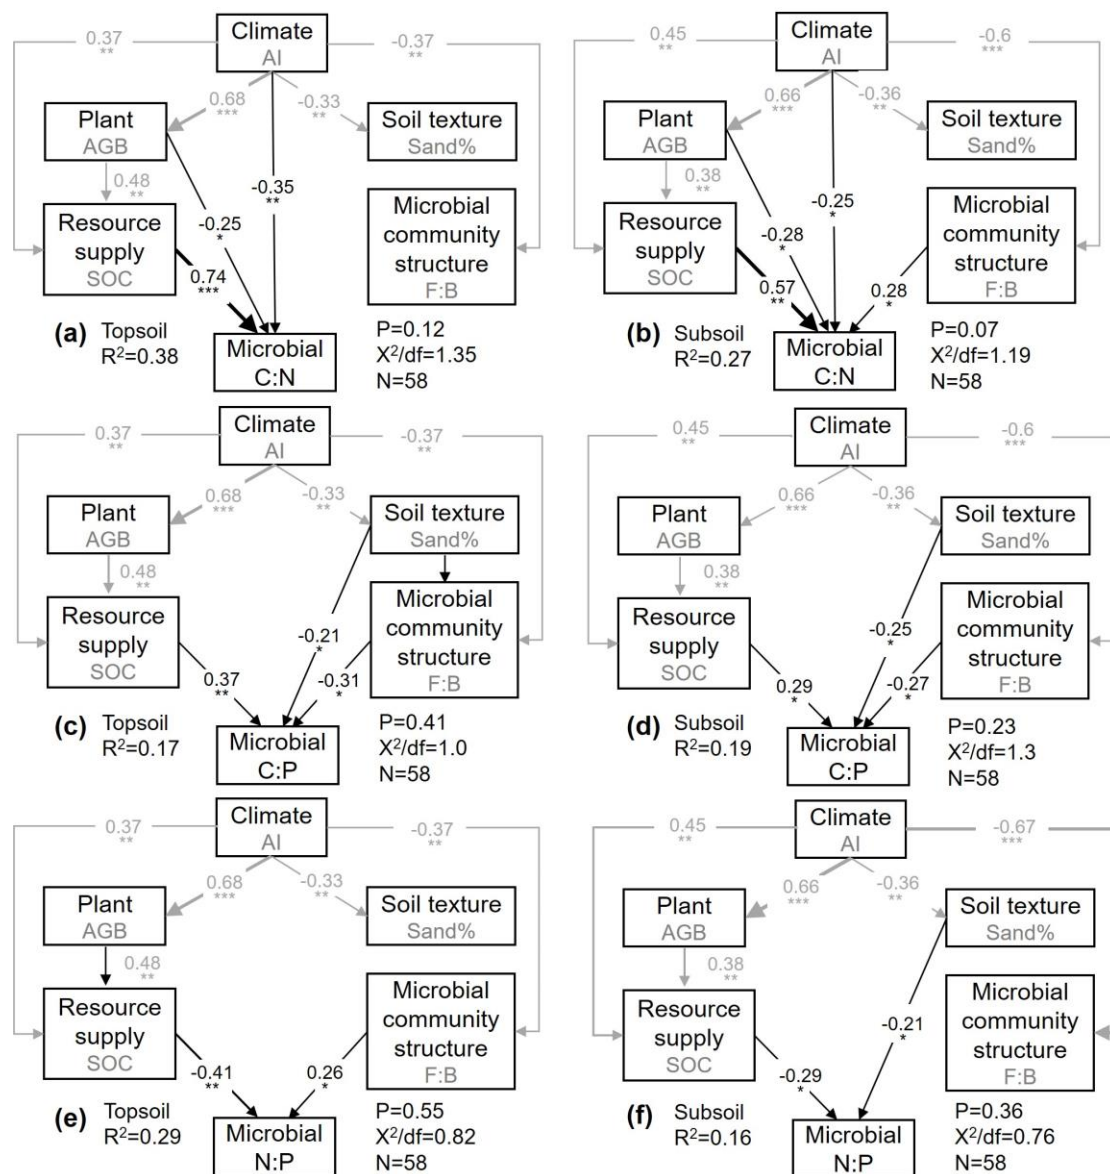 0.37
**
Climate
AI
-0.37
**
0.68
***
-0.33
**
Plant
AGB
Soil texture
Sand%
0.48
**
-0.35
**
Resource
supply
SOC
-0.25
*
Microbial
community
structure
F:B
0.74
***
(a)
Topsoil
R²=0.38
Microbial
C:N
P=0.12
X²/df=1.35
N=58
0.45
**
Climate
AI
-0.6
***
0.66
***
-0.36
**
Plant
AGB
Soil texture
Sand%
0.38
**
-0.25
*
Resource
supply
SOC
-0.28
*
Microbial
community
structure
F:B
0.57
**
0.28
*
(b)
Subsoil
R²=0.27
Microbial
C:N
P=0.07
X²/df=1.19
N=58
0.37
**
Climate
AI
-0.37
**
0.68
***
-0.33
**
Plant
AGB
Soil texture
Sand%
0.48
**
Resource
supply
SOC
-0.21
*
Microbial
community
structure
F:B
0.37
**
-0.31
*
(c)
Topsoil
R²=0.17
Microbial
C:P
P=0.41
X²/df=1.0
N=58
0.45
**
Climate
AI
-0.6
***
0.66
***
-0.36
**
Plant
AGB
Soil texture
Sand%
0.38
**
Resource
supply
SOC
-0.25
*
Microbial
community
structure
F:B
0.29
*
-0.27
*
(d)
Subsoil
R²=0.19
Microbial
C:P
P=0.23
X²/df=1.3
N=58
0.37
**
Climate
AI
-0.37
**
0.68
***
-0.33
**
Plant
AGB
Soil texture
Sand%
0.48
**
Resource
supply
SOC
Microbial
community
structure
F:B
-0.41
**
0.26
*
(e)
Topsoil
R²=0.29
Microbial
N:P
P=0.55
X²/df=0.82
N=58
0.45
**
Climate
AI
-0.67
***
0.66
***
-0.36
**
Plant
AGB
Soil texture
Sand%
0.38
**
Resource
supply
SOC
-0.21
*
Microbial
community
structure
F:B
-0.29
*
(f)
Subsoil
R²=0.16
Microbial
N:P
P=0.36
X²/df=0.76
N=58